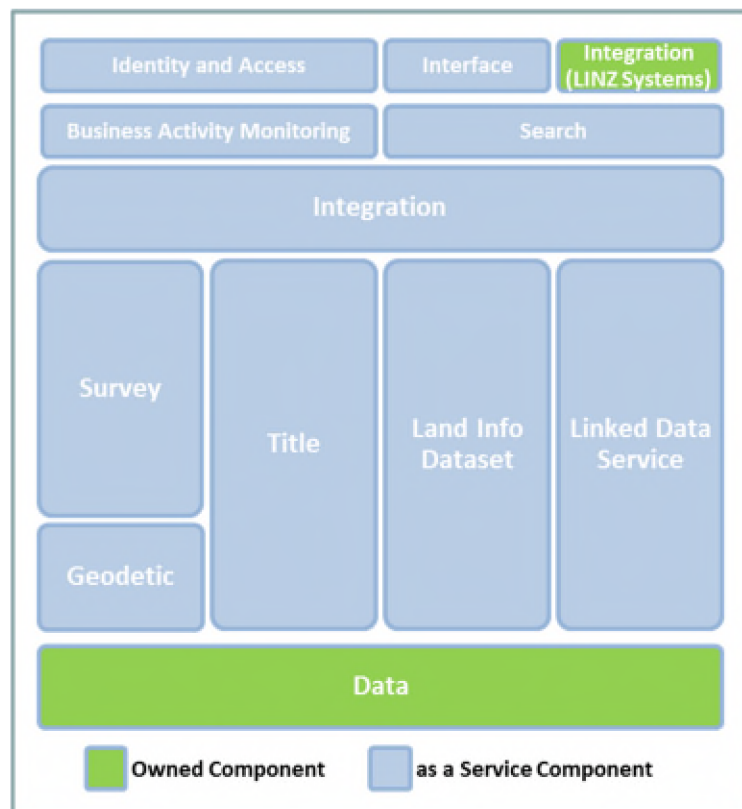 Identity and Access
Interface
Integration
(LINZ Systems)
Business Activity Monitoring
Search
Integration
Survey
Title
Land Info
Dataset
Linked Data
Service
Geodetic
Data
Owned Component
as a Service Component